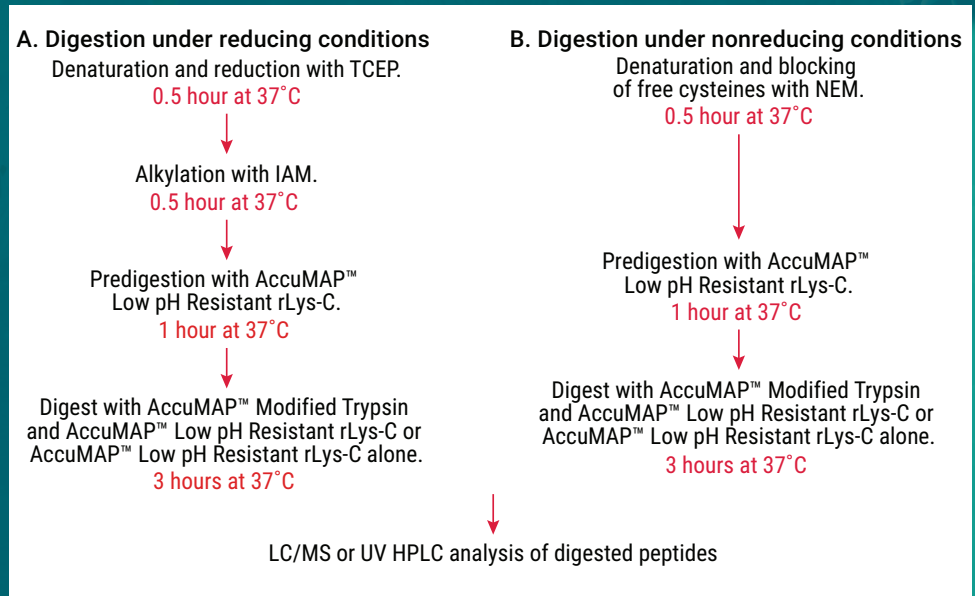 A. Digestion under reducing conditions
Denaturation and reduction with TCEP.
0.5 hour at 37˚C
Alkylation with IAM.
0.5 hour at 37˚C
Predigestion with AccuMAP™
Low pH Resistant rLys-C.
1 hour at 37˚C
Digest with AccuMAP™ Modified Trypsin
and AccuMAP™ Low pH Resistant rLys-C or
AccuMAP™ Low pH Resistant rLys-C alone.
3 hours at 37˚C
B. Digestion under nonreducing conditions
Denaturation and blocking
of free cysteines with NEM.
0.5 hour at 37˚C
Predigestion with AccuMAP™
Low pH Resistant rLys-C.
1 hour at 37˚C
Digest with AccuMAP™ Modified Trypsin
and AccuMAP™ Low pH Resistant rLys-C or
AccuMAP™ Low pH Resistant rLys-C alone.
3 hours at 37˚C
LC/MS or UV HPLC analysis of digested peptides